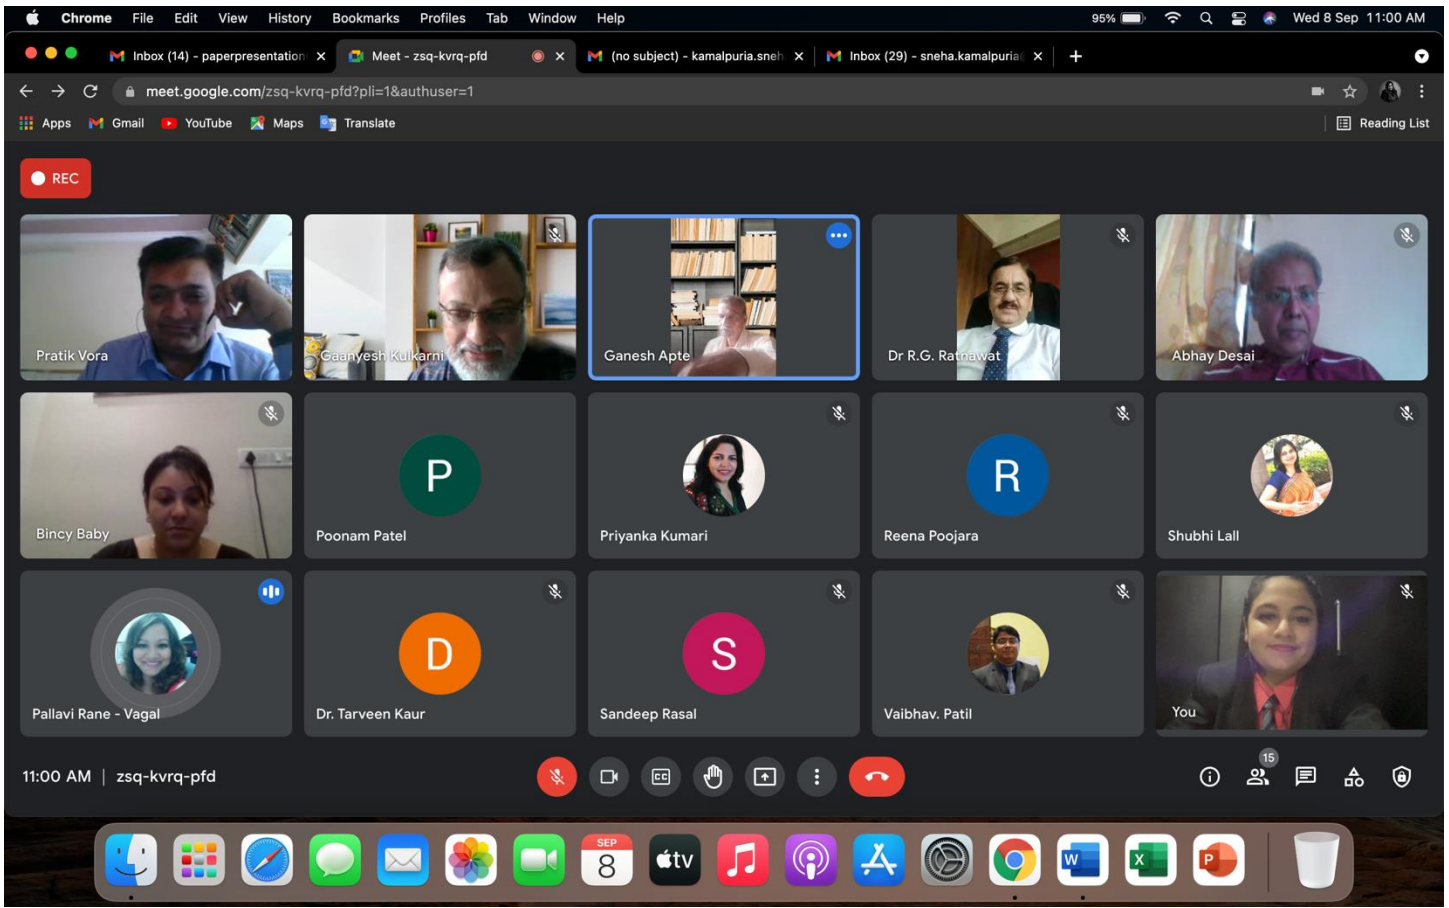 Chrome File Edit View History Bookmarks Profiles Tab Window Help 95% Wed 8 Sep 11:00 AM
Inbox (14) - paperpresentation Meet - zsq-kvrq-pfd (no subject) - kamalpuria.sneh Inbox (29) - sneha.kamalpuria
meet.google.com/zsq-kvrq-pfd?pli=1&authuser=1
Apps Gmail YouTube Maps Translate Reading List
REC
Pratik Vora Gaanyesh Kulkarni Ganesh Apte Dr R.G. Ratnawat Abhay Desai
P R
Bincy Baby Poonam Patel Priyanka Kumari Reena Poojara Shubhi Lall
D S
Pallavi Rane - Vagal Dr. Tarveen Kaur Sandeep Rasal Vaibhav. Patil You
15
11:00 AM | zsq-kvrq-pfd CC
SEP
8 tv W X P